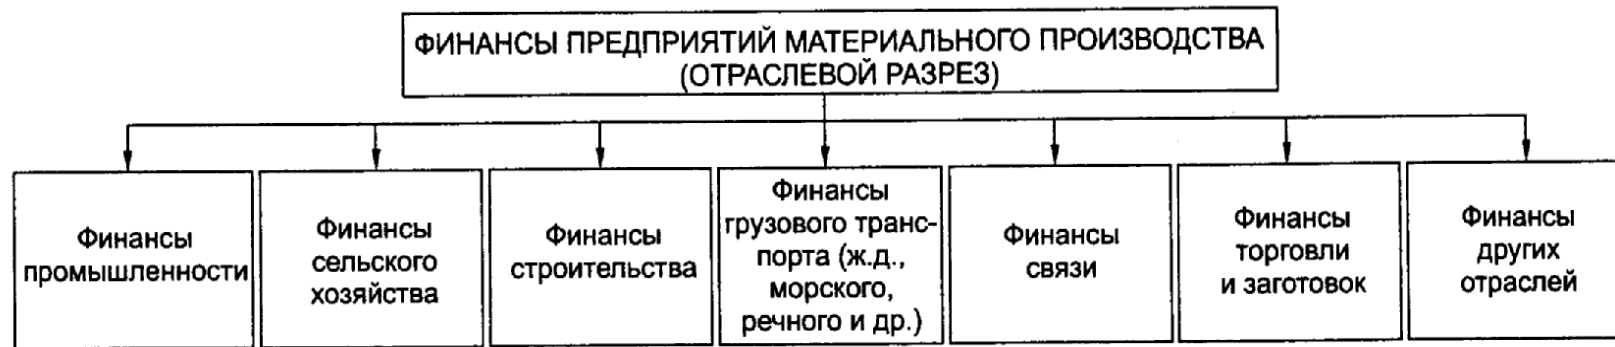 ФИНАНСЫ ПРЕДПРИЯТИЙ МАТЕРИАЛЬНОГО ПРОИЗВОДСТВА
(ОТРАСЛЕВОЙ РАЗРЕЗ)
Финансы
промышленности
Финансы
сельского
хозяйства
Финансы
строительства
Финансы
грузового транс-
порта (ж.д.,
морского,
речного и др.)
Финансы
связи
Финансы
торговли
и заготовок
Финансы
других
отраслей